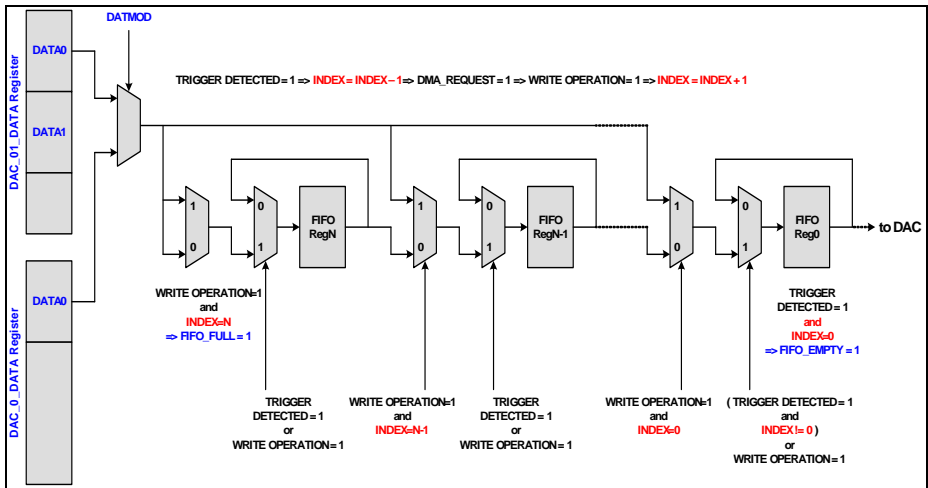 DATMOD
DAC_01_DATA Register
DATA0
DATA1
TRIGGER DETECTED = 1 => INDEX = INDEX – 1 => DMA_REQUEST = 1 => WRITE OPERATION = 1 => INDEX = INDEX + 1
1
0
0
1
FIFO
RegN
1
0
0
1
FIFO
RegN-1
1
0
0
1
FIFO
Reg0
to DAC
DAC_0_DATA Register
DATA0
WRITE OPERATION=1
and
INDEX=N
=> FIFO_FULL = 1
TRIGGER
DETECTED = 1
and
INDEX=0
=> FIFO_EMPTY = 1
TRIGGER
DETECTED = 1
or
WRITE OPERATION = 1
WRITE OPERATION=1
and
INDEX=N-1
TRIGGER
DETECTED = 1
or
WRITE OPERATION = 1
WRITE OPERATION=1
and
INDEX=0
( TRIGGER DETECTED = 1
and
INDEX != 0 )
or
WRITE OPERATION = 1